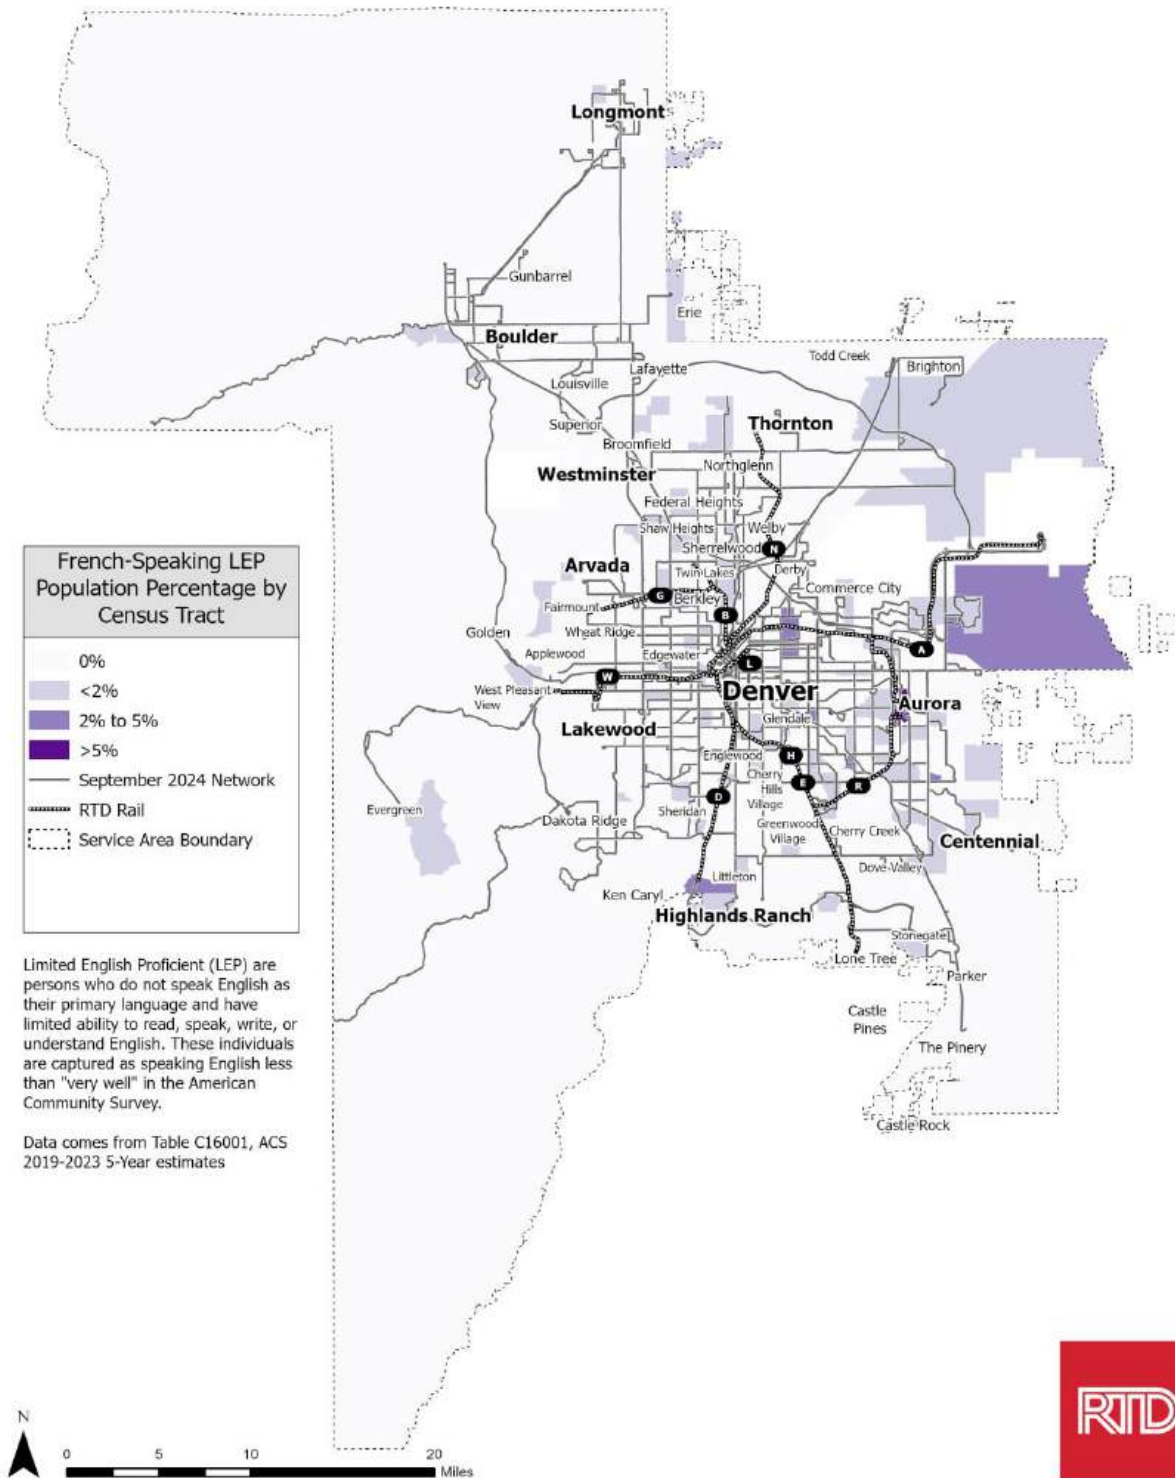 Longmont
Gunbarrel
Erie
Boulder
Todd Creek
Brighton
Lafayette
Louisville
Superior
Thornton
Broomfield
Westminster
Northglenn
Federal Heights
Shaw Heights
Welby
Sherrelwood
N
Arvada
Twin Lakes
Derby
Commerce City
G
Berkley
Fairmount
B
Golden
Wheat Ridge
Applewood
Edgewater
A
L
W
West Pleasant
View
Denver
Aurora
Lakewood
Glendale
Englewood
H
Cherry
Hills
Village
E
R
D
Evergreen
Sheridan
Dakota Ridge
Greenwood
Village
Cherry Creek
Centennial
Dove Valley
Littleton
Ken Caryl
Highlands Ranch
Stonegate
Lone Tree
Parker
Castle
Pines
The Pinery
Castle Rock
French-Speaking LEP
Population Percentage by
Census Tract
0%
<2%
2% to 5%
>5%
September 2024 Network
RTD Rail
Service Area Boundary
Limited English Proficient (LEP) are
persons who do not speak English as
their primary language and have
limited ability to read, speak, write, or
understand English. These individuals
are captured as speaking English less
than "very well" in the American
Community Survey.
Data comes from Table C16001, ACS
2019-2023 5-Year estimates
N
0 5 10 20
Miles
RTD